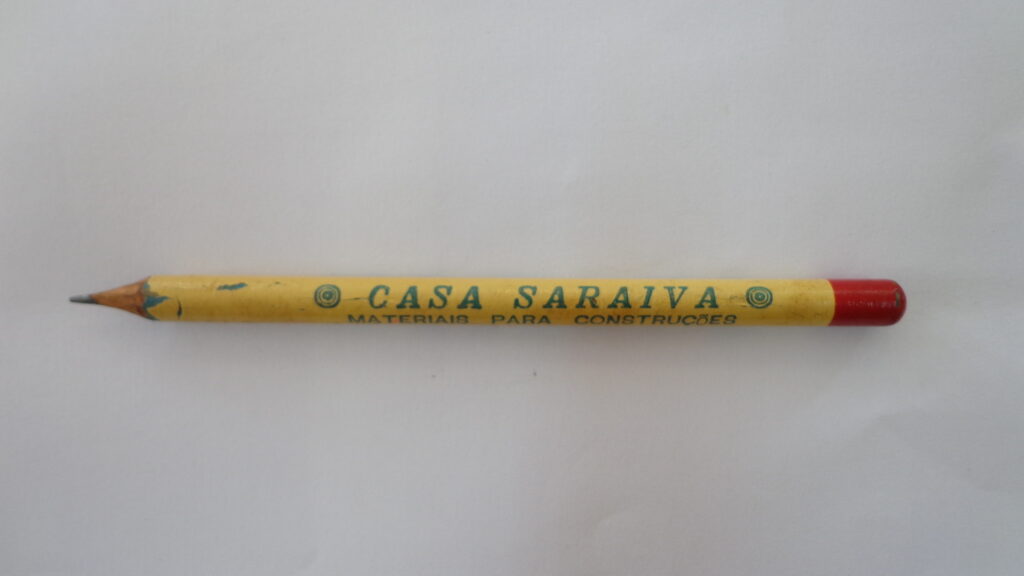 CASA SARAIVA
MATERIAIS PARA CONSTRUÇÕES